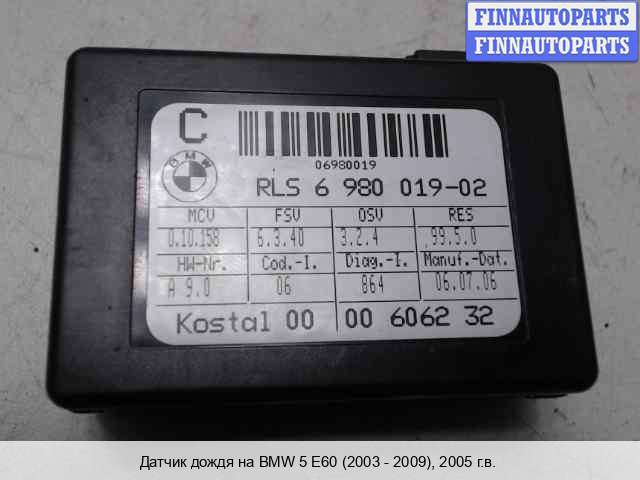 FINNAUTOPARTS
FINNAUTOPARTS
C
06980019
BMW
RLS 6 980 019-02
MCV FSV OSV RES
0.10.158 6.3.40 3.2.4 99.5.0
HW-Nr. Cod.-I. Diag.-I. Manuf.-Dat.
A 9.0 06 864 06.07.06
Kostal 00 00 606 2 32
Датчик дождя на BMW 5 E60 (2003 - 2009), 2005 г.в.